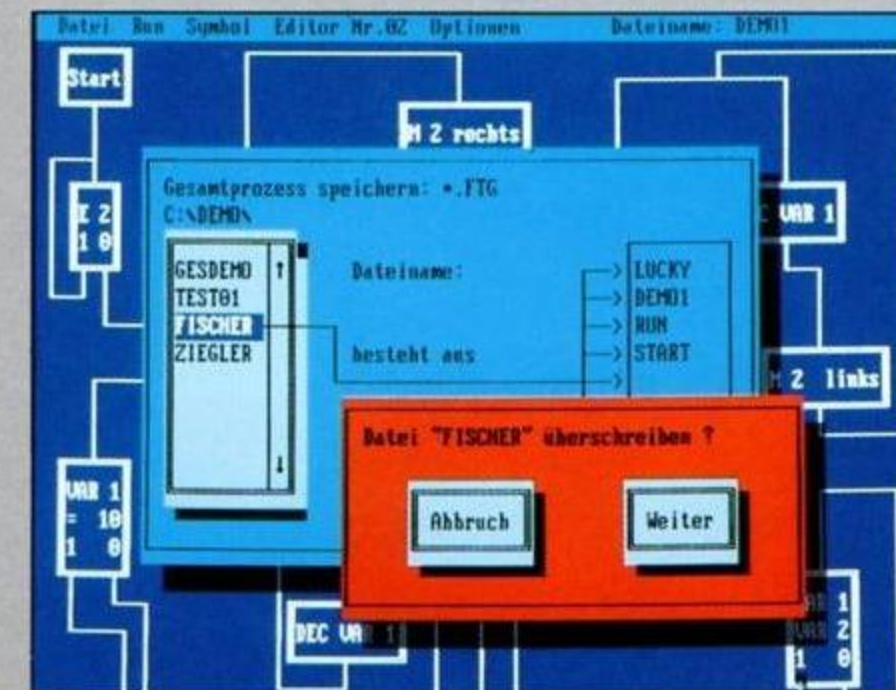 Datei Run Symbol Editor Nr.02 Optionen Dateiname: DEMO1
Start
M 2 rechts
E 2
1 0
VAR 1
Gesamtprozess speichern: *.FTG
C:\DEMO\
GESDEMO ↑
TEST01
FISCHER
ZIEGLER
↓
Dateiname:
besteht aus
> LUCKY
> DEMO1
> RUN
> START
>
M 2 links
Datei "FISCHER" überschreiben ?
Abbruch
Weiter
VAR 1
= 10
1 0
DEC VAR 1
VAR 1
VAR 2
1 0